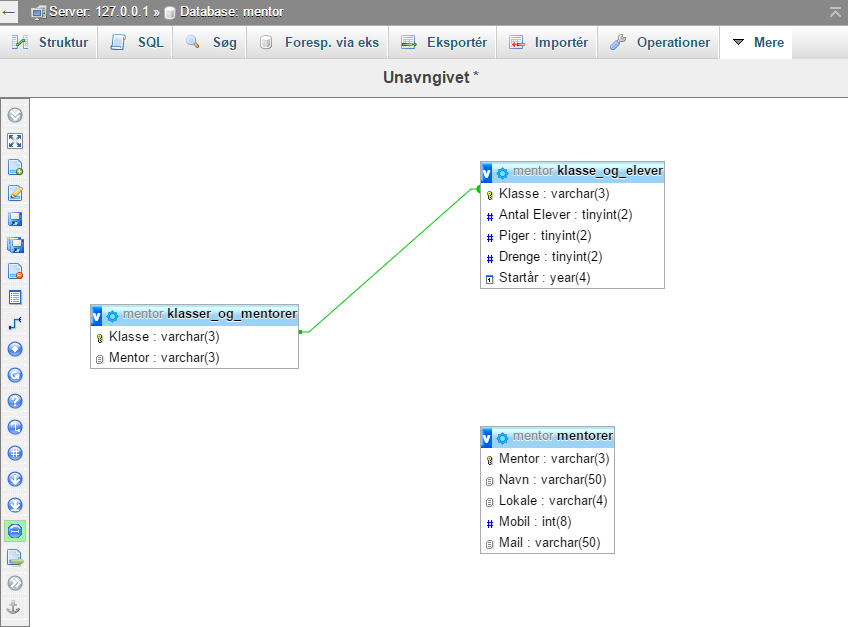 Server: 127.0.0.1 » Database: mentor
Struktur SQL Søg Foresp. via eks Eksportér Importér Operationer Mere
Unavngivet *
v mentor klasse_og_elever
Klasse : varchar(3)
# Antal Elever : tinyint(2)
# Piger : tinyint(2)
# Drenge : tinyint(2)
Startår : year(4)
v mentor klasser_og_mentorer
Klasse : varchar(3)
Mentor : varchar(3)
v mentor mentorer
Mentor : varchar(3)
Navn : varchar(50)
Lokale : varchar(4)
# Mobil : int(8)
Mail : varchar(50)